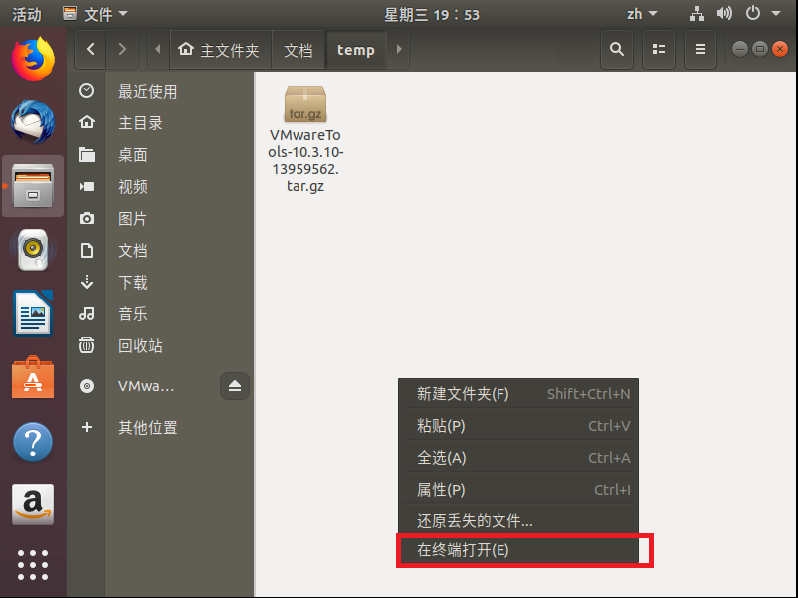 活动 文件 星期三 19：53 zh
主文件夹 文档 temp
最近使用
主目录
桌面
视频
图片
文档
下载
音乐
回收站
VMwa...
其他位置
tar.gz
VMwareTo
ols-10.3.10-
13959562.
tar.gz
新建文件夹(F) Shift+Ctrl+N
粘贴(P) Ctrl+V
全选(A) Ctrl+A
属性(P) Ctrl+I
还原丢失的文件...
在终端打开(E)